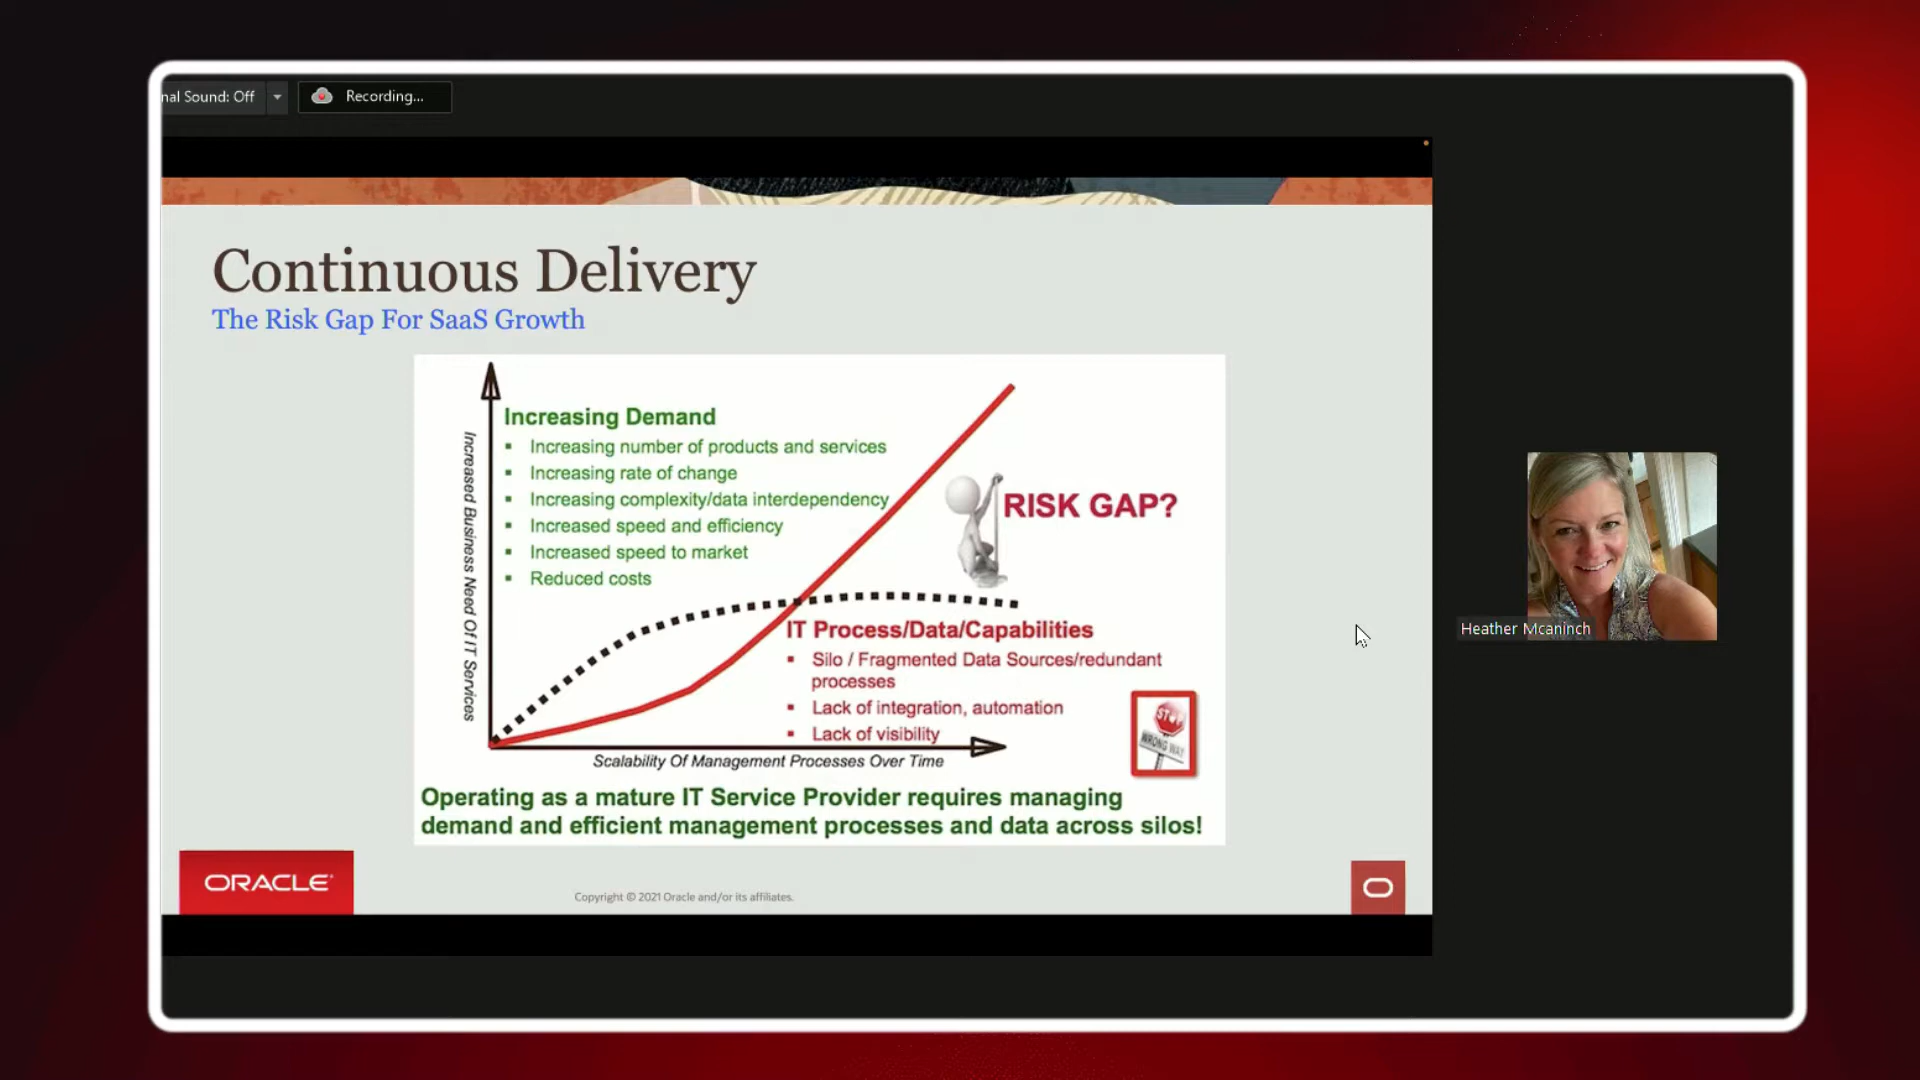 nal Sound: Off
Recording...
Continuous Delivery
The Risk Gap For SaaS Growth
Increased Business Need Of IT Services
Increasing Demand
▪ Increasing number of products and services
▪ Increasing rate of change
▪ Increasing complexity/data interdependency
▪ Increased speed and efficiency
▪ Increased speed to market
▪ Reduced costs
RISK GAP?
IT Process/Data/Capabilities
▪ Silo / Fragmented Data Sources/redundant
processes
▪ Lack of integration, automation
▪ Lack of visibility
STOP
WRONG WAY
Scalability Of Management Processes Over Time
Operating as a mature IT Service Provider requires managing
demand and efficient management processes and data across silos!
ORACLE
Copyright © 2021 Oracle and/or its affiliates.
Heather Mcaninch